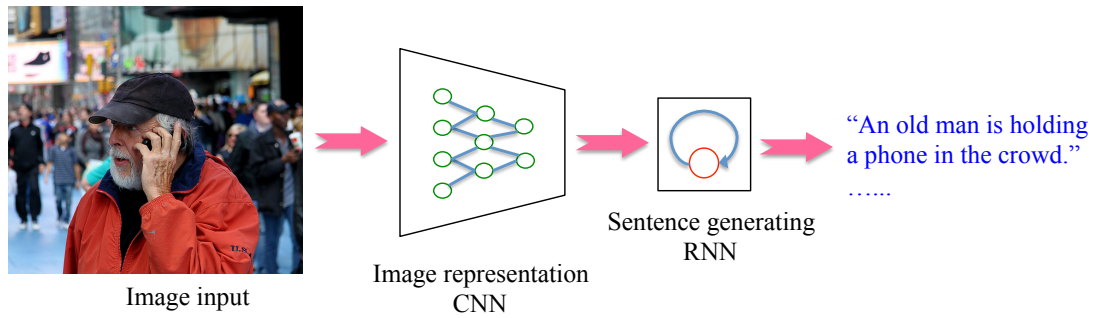 “An old man is holding
a phone in the crowd.”
…...
Sentence generating
RNN
Image representation
CNN
Image input